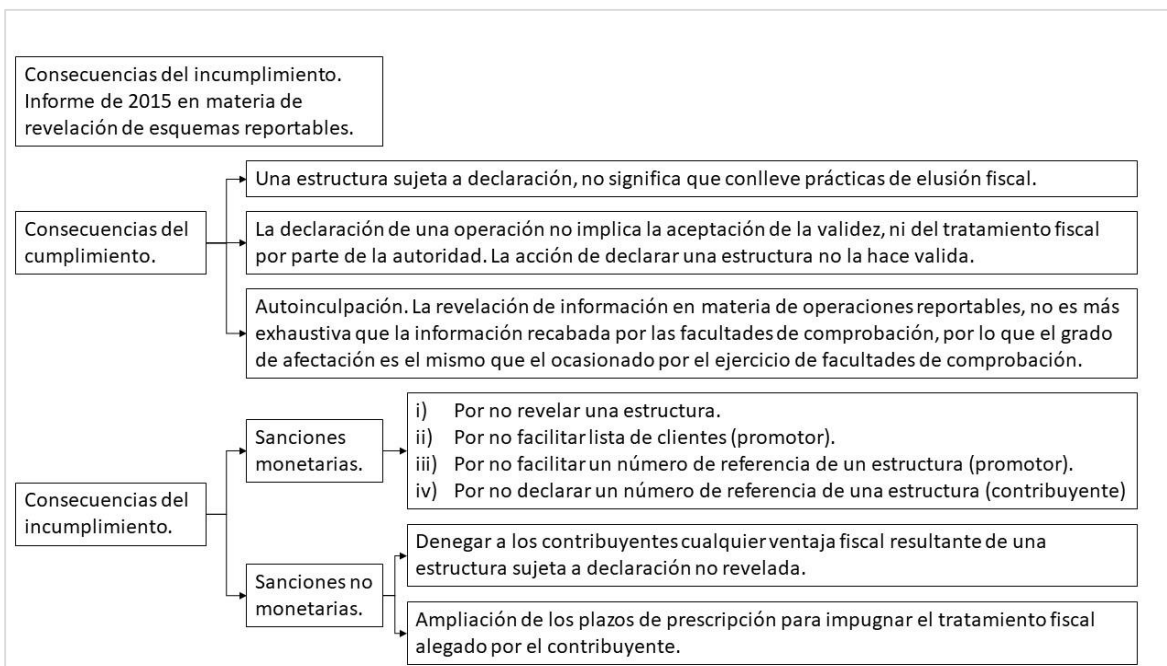 Consecuencias del incumplimiento.
Informe de 2015 en materia de
revelación de esquemas reportables.
Consecuencias del
cumplimiento.
Una estructura sujeta a declaración, no significa que conlleve prácticas de elusión fiscal.
La declaración de una operación no implica la aceptación de la validez, ni del tratamiento fiscal
por parte de la autoridad. La acción de declarar una estructura no la hace valida.
Autoinculpación. La revelación de información en materia de operaciones reportables, no es más
exhaustiva que la información recabada por las facultades de comprobación, por lo que el grado
de afectación es el mismo que el ocasionado por el ejercicio de facultades de comprobación.
Consecuencias del
incumplimiento.
Sanciones
monetarias.
i) Por no revelar una estructura.
ii) Por no facilitar lista de clientes (promotor).
iii) Por no facilitar un número de referencia de un estructura (promotor).
iv) Por no declarar un número de referencia de una estructura (contribuyente)
Sanciones no
monetarias.
Denegar a los contribuyentes cualquier ventaja fiscal resultante de una
estructura sujeta a declaración no revelada.
Ampliación de los plazos de prescripción para impugnar el tratamiento fiscal
alegado por el contribuyente.